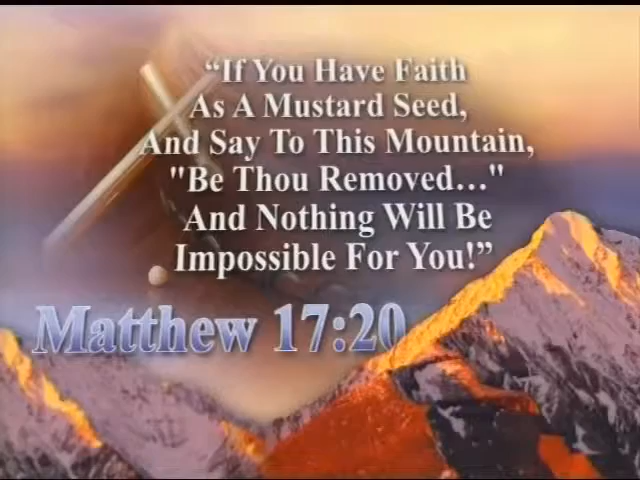 “If You Have Faith
As A Mustard Seed,
And Say To This Mountain,
"Be Thou Removed..."
And Nothing Will Be
Impossible For You!”
Matthew 17:20